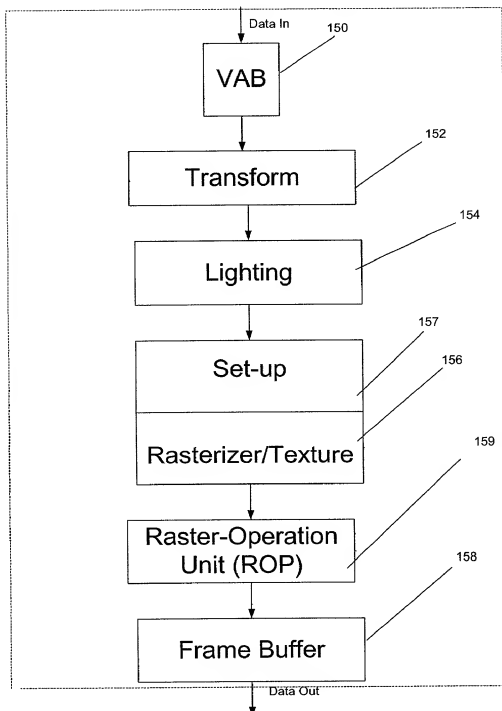 Data In
150
VAB
152
Transform
154
Lighting
157
Set-up
156
Rasterizer/Texture
159
Raster-Operation
Unit (ROP)
158
Frame Buffer
Data Out